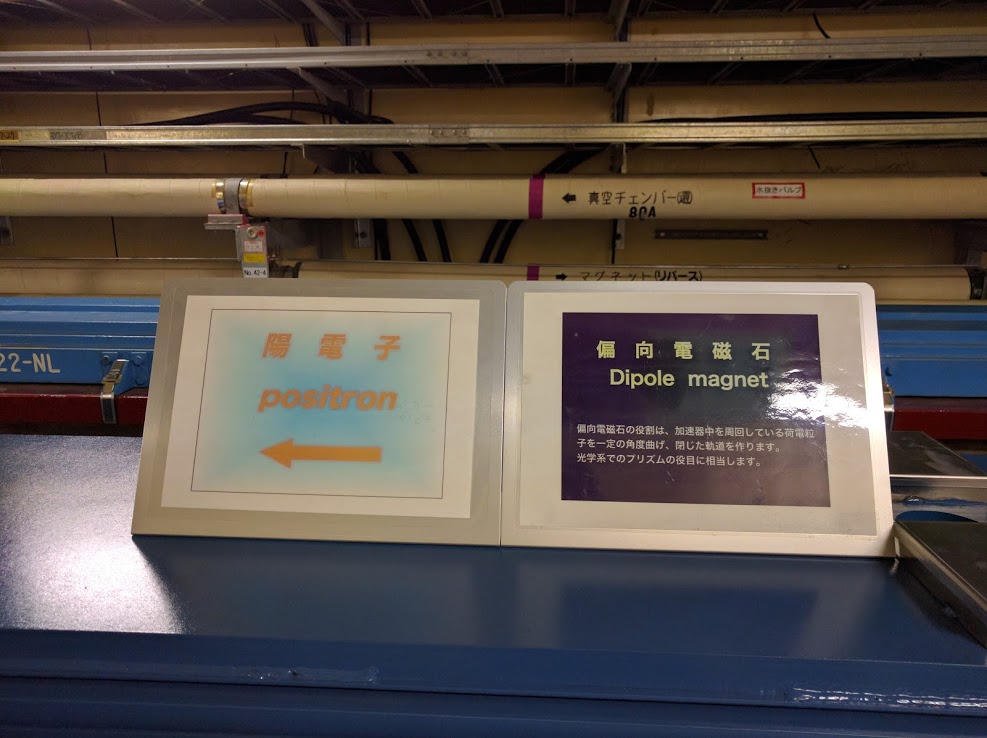 真空チェンバー(還)
80A
水抜きバルブ
No.42-4
マグネット(リバース)
22-NL
陽電子
positron
偏向電磁石
Dipole magnet
偏向電磁石の役割は、加速器中を周回している荷電粒
子を一定の角度曲げ、閉じた軌道を作ります。
光学系でのプリズムの役目に相当します。